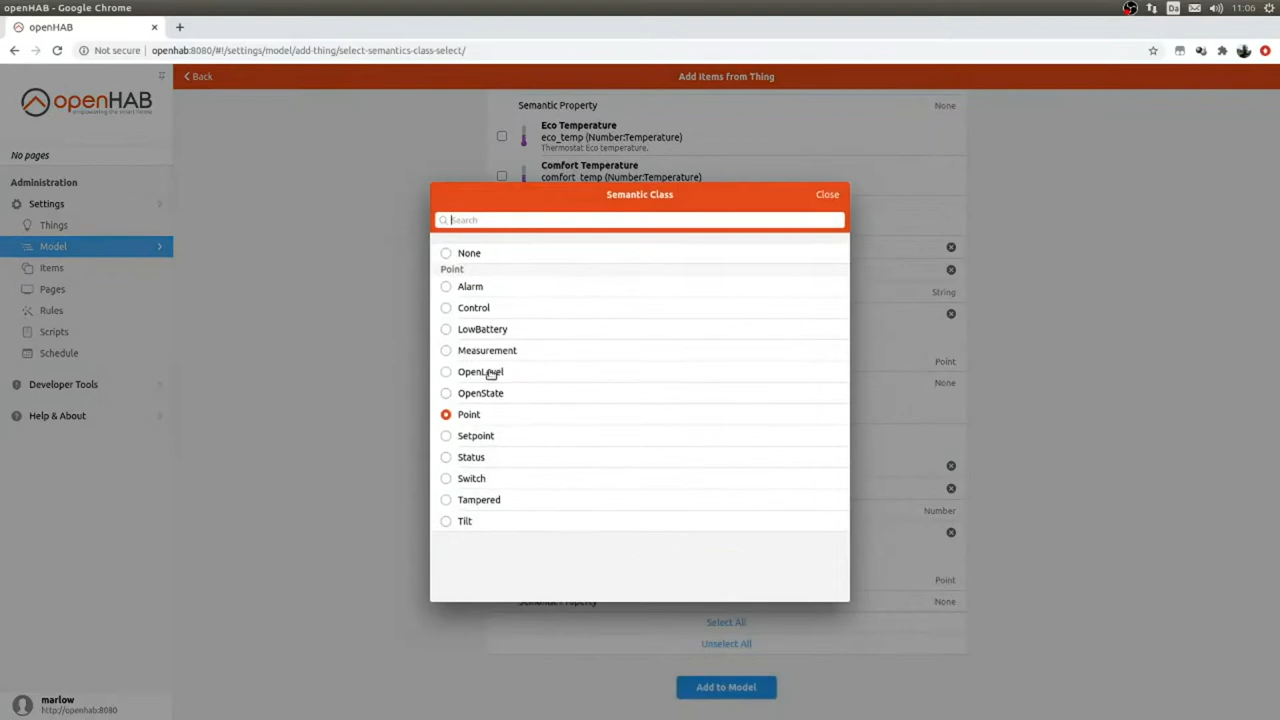 openHAB - Google Chrome
Da
11:06
openHAB
Not secure openhab:8080/#!/settings/model/add-thing/select-semantics-class-select/
openHAB
empowering the smart home
No pages
Administration
Settings
Things
Model
Items
Pages
Rules
Scripts
Schedule
Developer Tools
Help & About
marlow
http://openhab:8080
Back
Add Items from Thing
Semantic Property None
Eco Temperature
eco_temp (Number:Temperature)
Thermostat Eco temperature.
Comfort Temperature
comfort_temp (Number:Temperature)
Semantic Class
Close
Search
None
Point
Alarm
Control
LowBattery
Measurement
OpenLevel
OpenState
Point
Setpoint
Status
Switch
Tampered
Tilt
String
Point
None
Number
Point
Semantic Property None
Select All
Unselect All
Add to Model